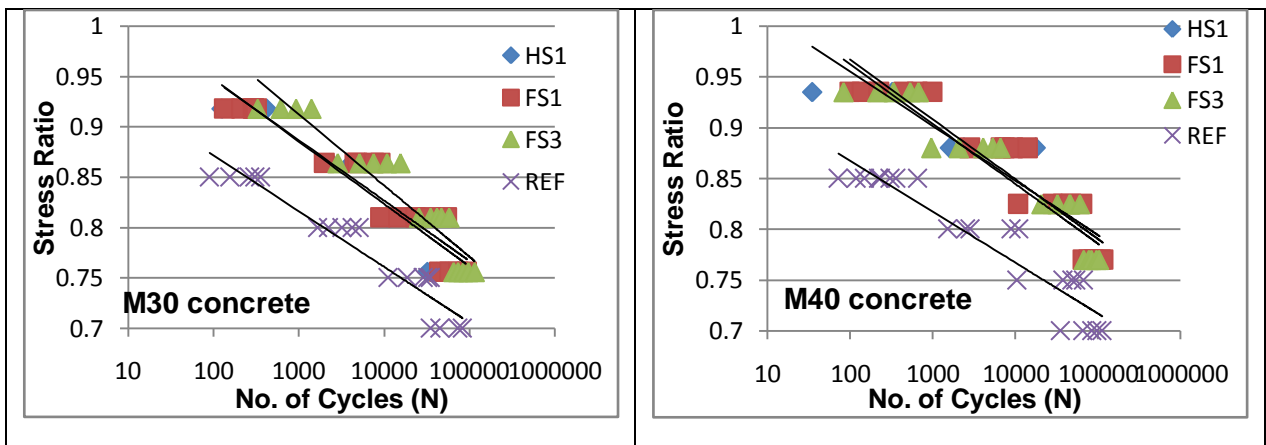 1
0.95
0.9
0.85
0.8
0.75
0.7
Stress Ratio
HS1
FS1
FS3
REF
M30 concrete
10 100 1000 10000 100000 1000000
No. of Cycles (N)
1
0.95
0.9
0.85
0.8
0.75
0.7
Stress Ratio
HS1
FS1
FS3
REF
M40 concrete
10 100 1000 10000 100000 1000000
No. of Cycles (N)